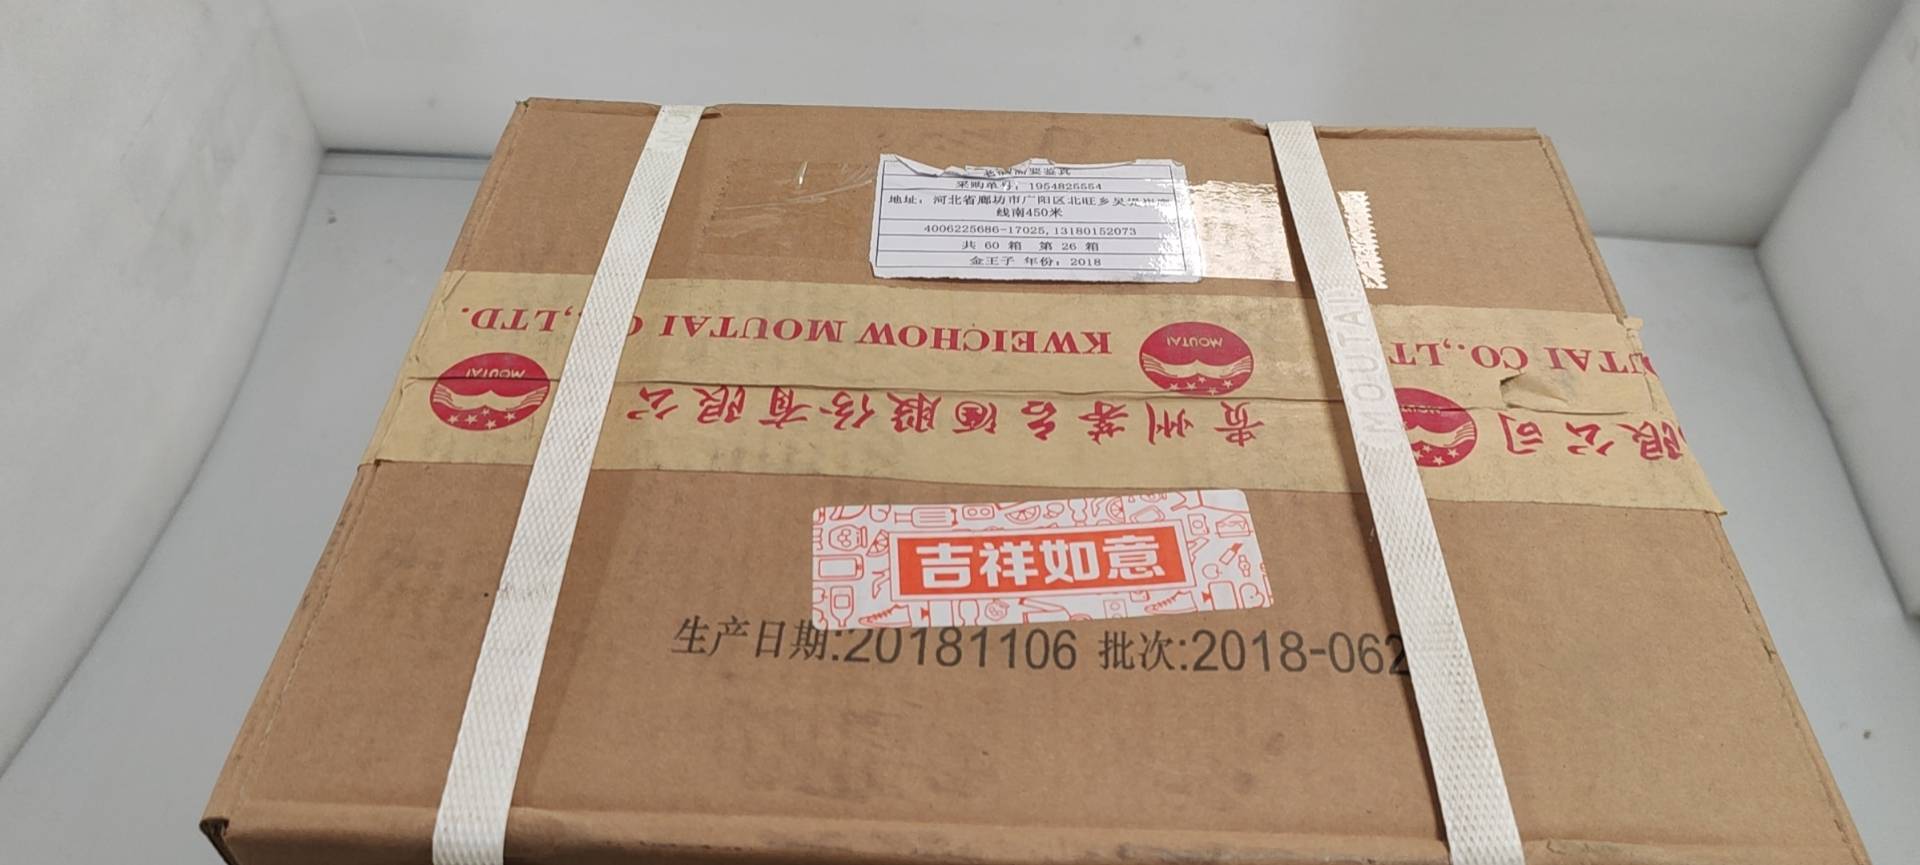 采购单号：1954825554
地址：河北省廊坊市广阳区北旺乡
线南450米
4006225686-17025,13180152073
共 60 箱 第 26 箱
金王子 年份：2018
KWEICHOW MOUTAI C
., LTD.
UTAI CO.,LT
MOUTAI
MOUTAI
MOUTAI
MOUTAI
贵州茅台酒股份有限公
限公司
吉祥如意
生产日期:20181106 批次:2018-062